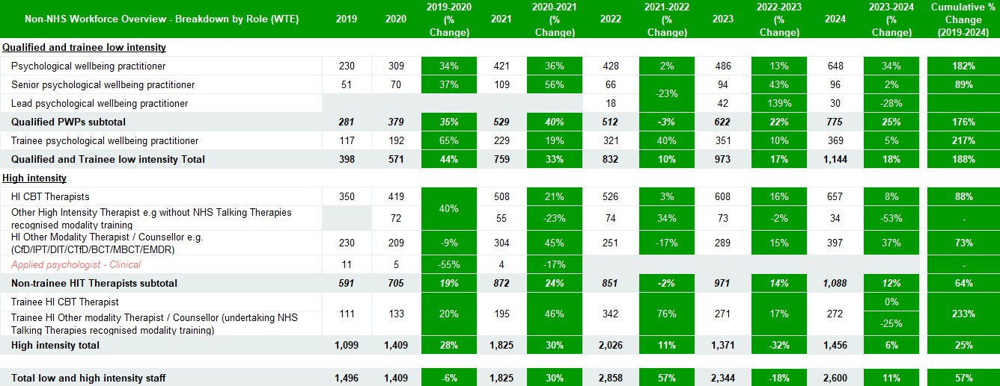 Non-NHS Workforce Overview - Breakdown by Role (WTE) 2019 2020 2019-2020 (% Change) 2021 2020-2021 (% Change) 2022 2021-2022 (% Change) 2023 2022-2023 (% Change) 2024 2023-2024 (% Change) Cumulative % Change (2019-2024)
Qualified and trainee low intensity
Psychological wellbeing practitioner 230 309 34% 421 36% 428 2% 486 13% 648 34% 182%
Senior psychological wellbeing practitioner 51 70 37% 109 56% 66 -23% 94 43% 96 2% 89%
Lead psychological wellbeing practitioner 18 42 139% 30 -28%
Qualified PWPs subtotal 281 379 35% 529 40% 512 -3% 622 22% 775 25% 176%
Trainee psychological wellbeing practitioner 117 192 65% 229 19% 321 40% 351 10% 369 5% 217%
Qualified and Trainee low intensity Total 398 571 44% 759 33% 832 10% 973 17% 1,144 18% 188%
High intensity
HI CBT Therapists 350 419 40% 508 21% 526 3% 608 16% 657 8% 88%
Other High Intensity Therapist e.g without NHS Talking Therapies
recognised modality training 72 55 -23% 74 34% 73 -2% 34 -53% -
HI Other Modality Therapist / Counsellor e.g.
(CfD/IPT/DIT/CTfD/BCT/MBCT/EMDR) 230 209 -9% 304 45% 251 -17% 289 15% 397 37% 73%
Applied psychologist - Clinical 11 5 -55% 4 -17% -
Non-trainee HIT Therapists subtotal 591 705 19% 872 24% 851 -2% 971 14% 1,088 12% 64%
Trainee HI CBT Therapist 111 133 20% 195 46% 342 76% 271 17% 272 0% 233%
Trainee HI Other modality Therapist / Counsellor (undertaking NHS
Talking Therapies recognised modality training) -25%
High intensity total 1,099 1,409 28% 1,825 30% 2,026 11% 1,371 -32% 1,456 6% 25%
Total low and high intensity staff 1,496 1,409 -6% 1,825 30% 2,858 57% 2,344 -18% 2,600 11% 57%